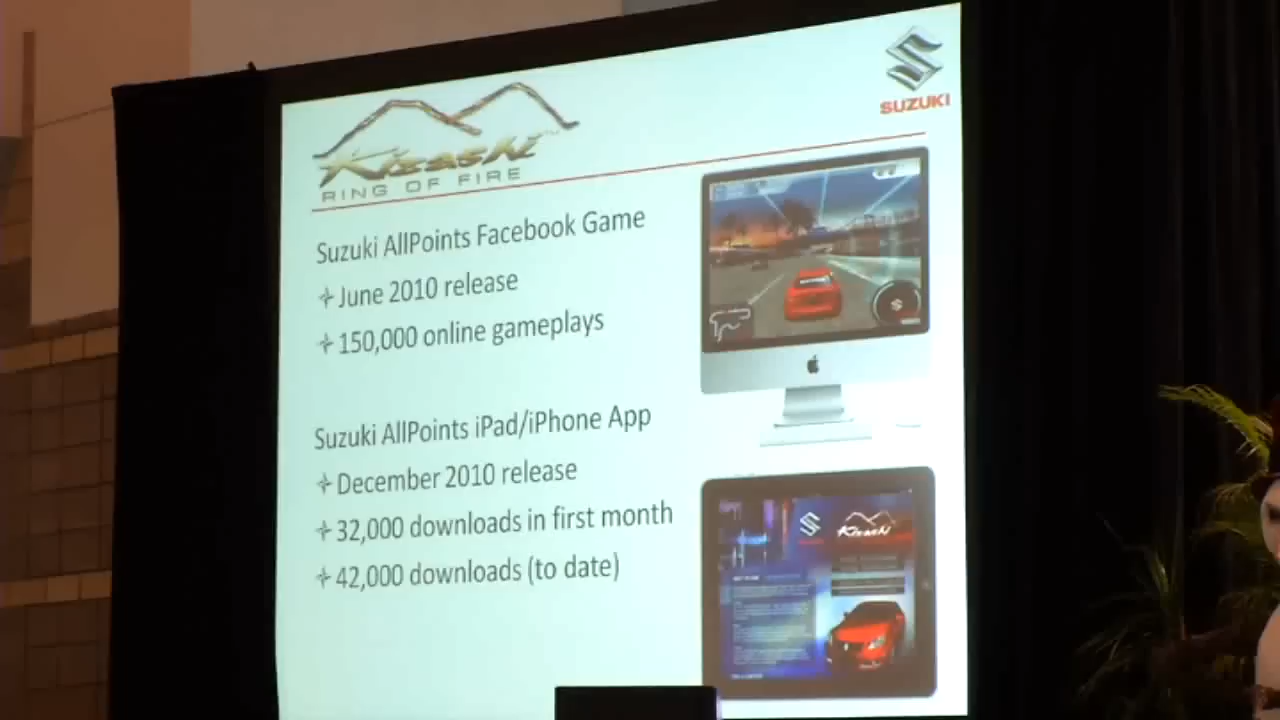 SUZUKI
Kizashi™
RING OF FIRE
Suzuki AllPoints Facebook Game
June 2010 release
150,000 online gameplays
Suzuki AllPoints iPad/iPhone App
December 2010 release
32,000 downloads in first month
42,000 downloads (to date)
Kizashi